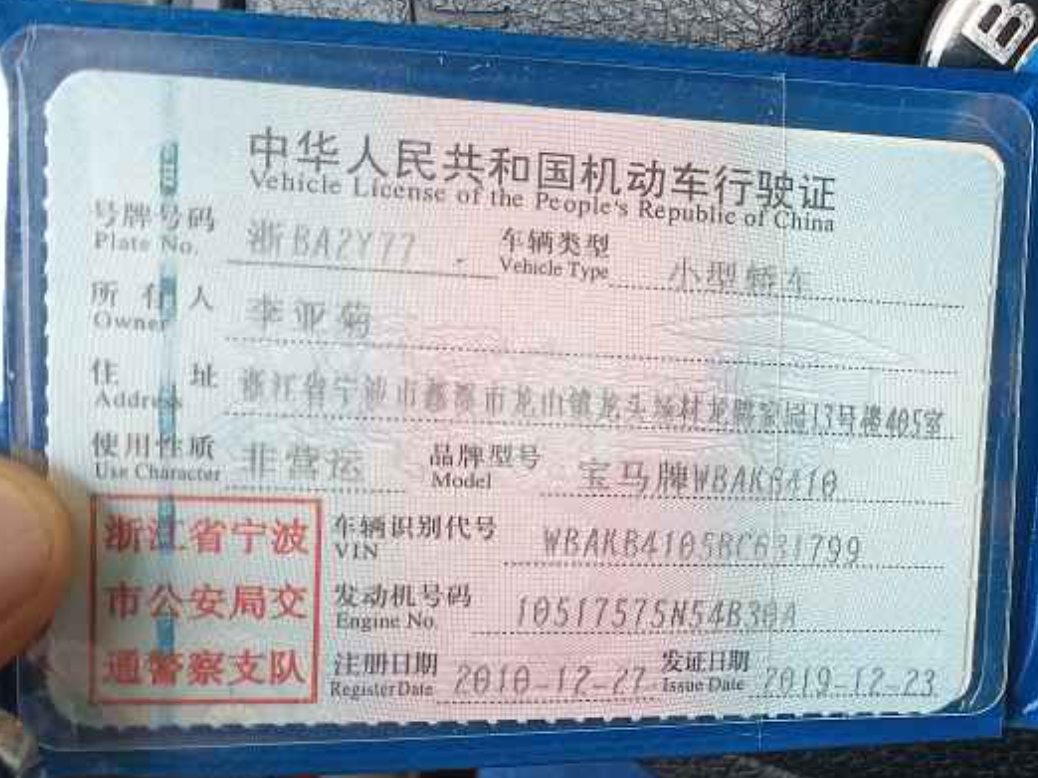 中华人民共和国机动车行驶证
Vehicle License of the People's Republic of China
号牌号码 浙BA2Y77 车辆类型 小型轿车
Plate No. Vehicle Type
所有人 李亚菊
Owner
住址 浙江省宁波市慈溪市龙山镇龙头场村龙腾家园13号楼405室
Address
使用性质 非营运 品牌型号 宝马牌WBAKB410
Use Character Model
浙江省宁波 车辆识别代号 WBAKB4105BC631799
VIN
市公安局交 发动机号码 10517575N54B30A
Engine No.
通警察支队 注册日期 2010-12-27 发证日期 2019-12-23
Register Date Issue Date
B